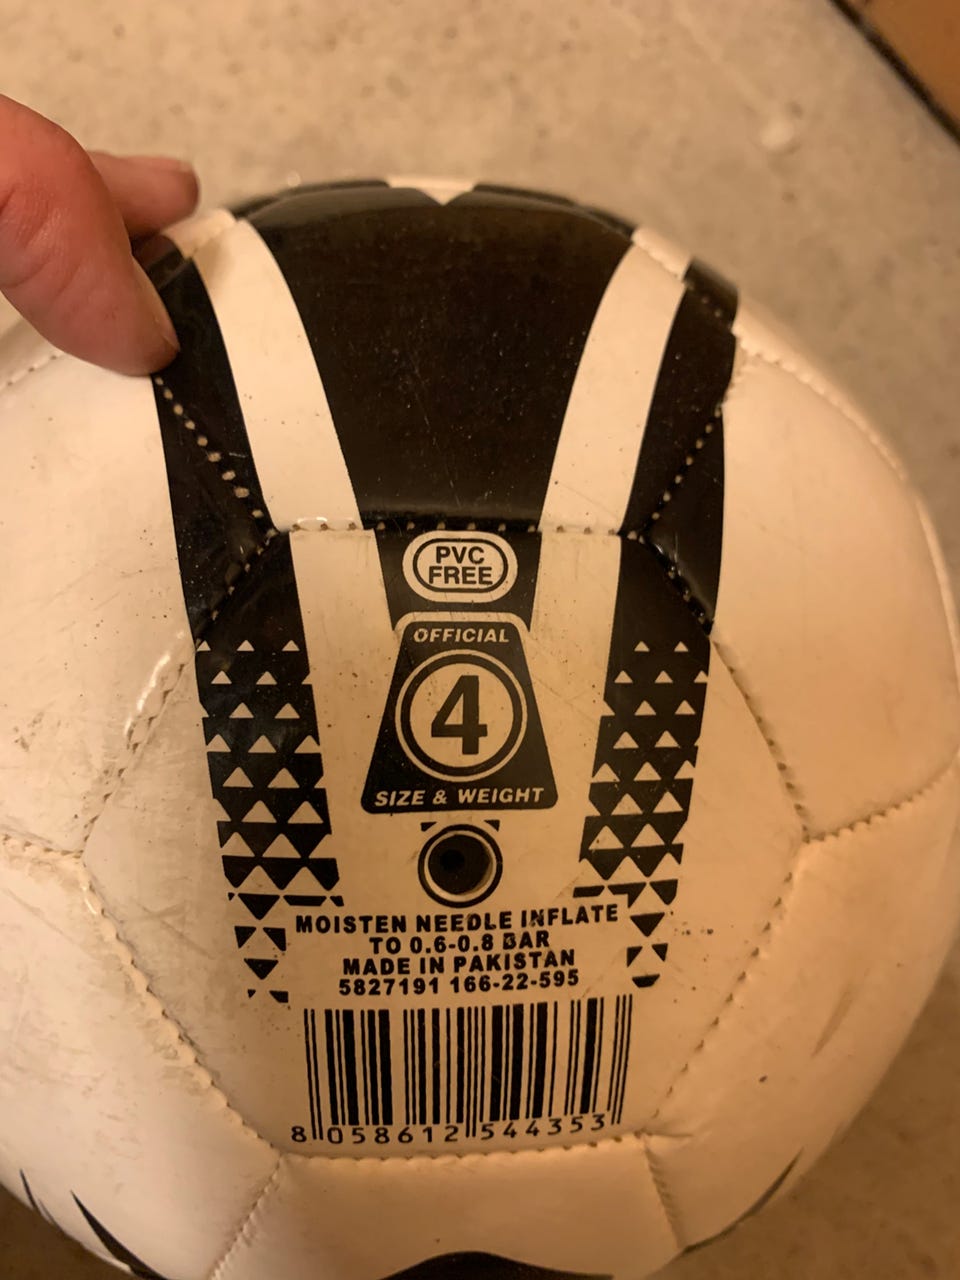 PVC
FREE
OFFICIAL
4
SIZE & WEIGHT
MOISTEN NEEDLE INFLATE
TO 0.6-0.8 BAR
MADE IN PAKISTAN
5827191 166-22-595
8 058612 544353